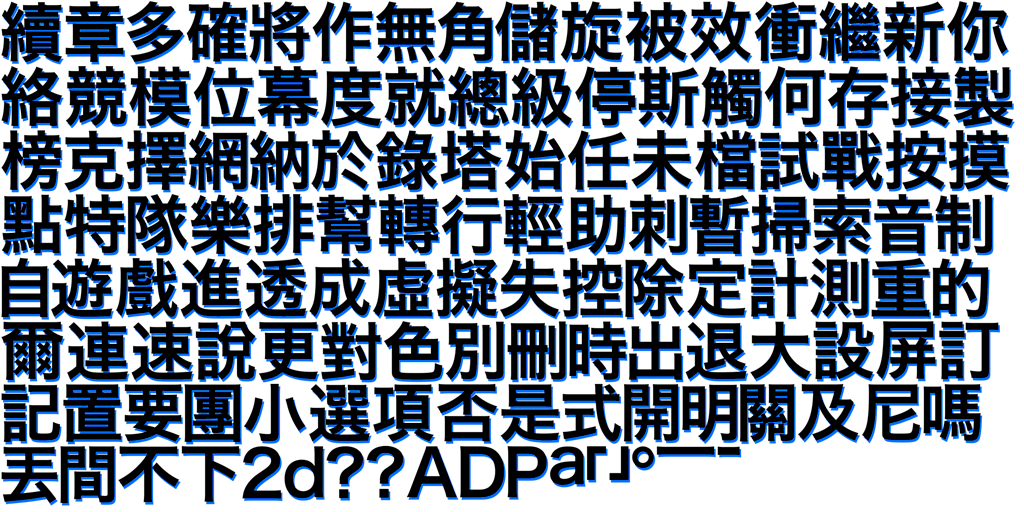 續章多確將作無角儲旋被效衝繼新你
絡競模位幕度就總級停斯觸何存接製
榜克擇網納於錄塔始任未檔試戰按摸
點特隊樂排幫轉行輕助刺暫掃索音制
自遊戲進透成虛擬失控除定計測重的
爾連速說更對色別刪時出退大設屏訂
記置要團小選項否是式開明關及尼嗎
丟間不下2d??ADPar」。一-